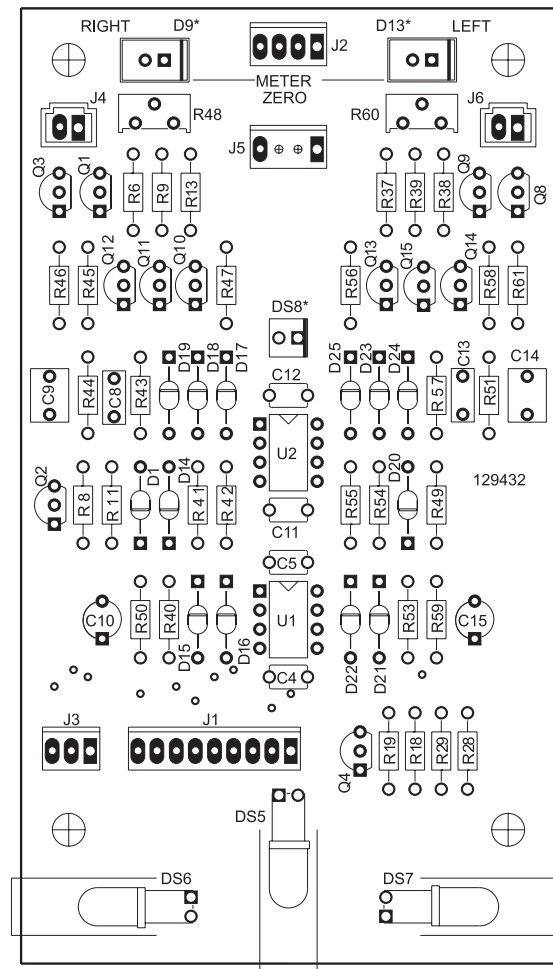 RIGHT D9* J2 D13* LEFT
METER
ZERO
J4 R48 R60 J6
J5
Q3 Q1 R6 R9 R13 R37 R39 R38 Q9 Q8
Q12 Q11 Q10 Q13 Q15 Q14
R46 R45 R47 R56 R58 R61
DS8*
D19 D18 D17 D25 D23 D24 C13 C14
C12
C9 R44 C8 R43 R57 R51
Q2 D1 D14 U2 D20
R8 R11 R41 R42 R55 R54 R49 129432
C11
C5
C10 R50 R40 U1 R53 R59 C15
D15 D16 C4 D22 D21
J3 J1
Q4 R19 R18 R29 R28
DS5
DS6 DS7